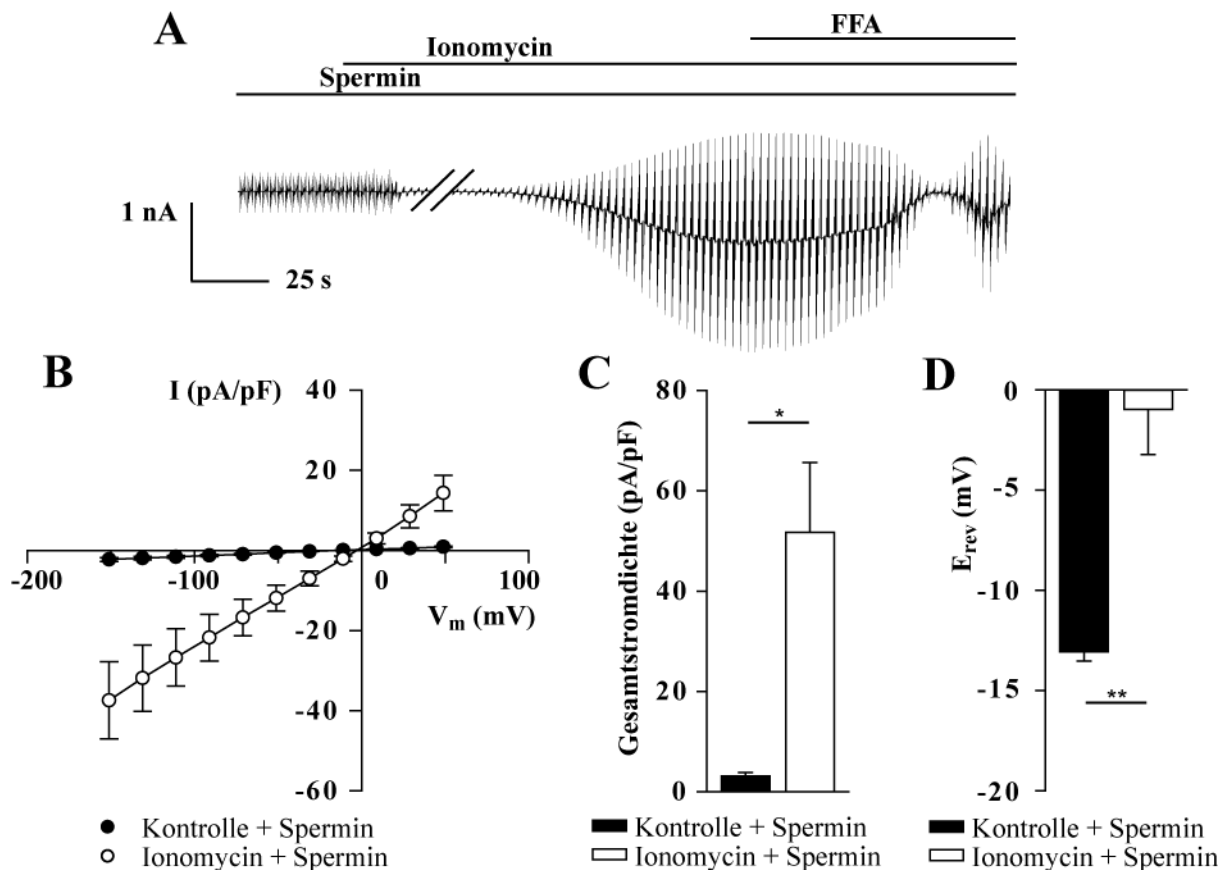 A
FFA
Ionomycin
Spermin
1 nA
25 s
B
I (pA/pF)
40
20
-200
-100
0
100
V_m (mV)
-20
-40
-60
Kontrolle + Spermin
Ionomycin + Spermin
C
Gesamtstromdichte (pA/pF)
80
60
40
20
0
*
Kontrolle + Spermin
Ionomycin + Spermin
D
E_rev (mV)
0
-5
-10
-15
-20
**
Kontrolle + Spermin
Ionomycin + Spermin